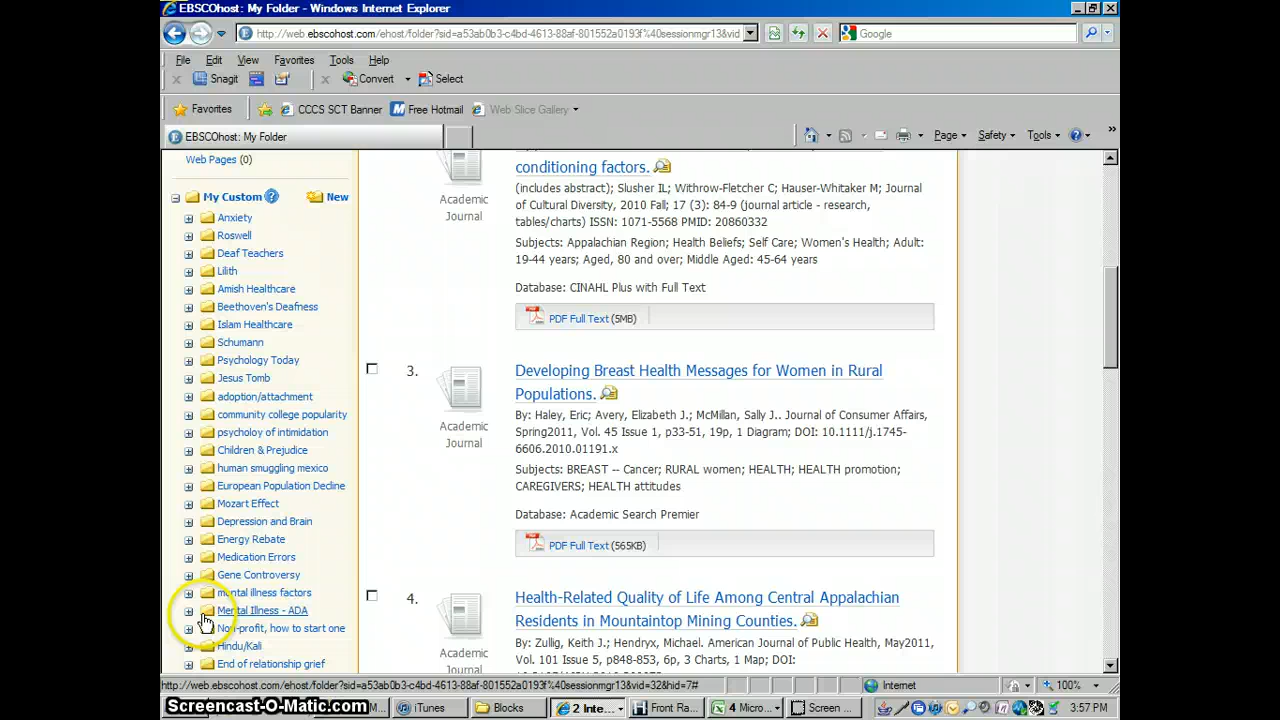 EBSCOhost: My Folder - Windows Internet Explorer
http://web.ebscohost.com/ehost/folder?sid=a53ab0b3-c4bd-4613-88af-801552a0193f%40sessionmgr13&vid
Google
File Edit View Favorites Tools Help
Snagit Convert Select
Favorites CCCS SCT Banner Free Hotmail Web Slice Gallery
EBSCOhost: My Folder
Page Safety Tools
Web Pages (0)
My Custom New
Anxiety
Roswell
Deaf Teachers
Lilith
Amish Healthcare
Beethoven's Deafness
Islam Healthcare
Schumann
Psychology Today
Jesus Tomb
adoption/attachment
community college popularity
psycholoy of intimidation
Children & Prejudice
human smuggling mexico
European Population Decline
Mozart Effect
Depression and Brain
Energy Rebate
Medication Errors
Gene Controversy
mental illness factors
Mental Illness - ADA
Non-profit, how to start one
Hindu/Kali
End of relationship grief
conditioning factors.
Academic
Journal
(includes abstract); Slusher IL; Withrow-Fletcher C; Hauser-Whitaker M; Journal
of Cultural Diversity, 2010 Fall; 17 (3): 84-9 (journal article - research,
tables/charts) ISSN: 1071-5568 PMID: 20860332
Subjects: Appalachian Region; Health Beliefs; Self Care; Women's Health; Adult:
19-44 years; Aged, 80 and over; Middle Aged: 45-64 years
Database: CINAHL Plus with Full Text
PDF Full Text (5MB)
3. Developing Breast Health Messages for Women in Rural
Populations.
Academic
Journal
By: Haley, Eric; Avery, Elizabeth J.; McMillan, Sally J.. Journal of Consumer Affairs,
Spring2011, Vol. 45 Issue 1, p33-51, 19p, 1 Diagram; DOI: 10.1111/j.1745-
6606.2010.01191.x
Subjects: BREAST -- Cancer; RURAL women; HEALTH; HEALTH promotion;
CAREGIVERS; HEALTH attitudes
Database: Academic Search Premier
PDF Full Text (565KB)
4. Health-Related Quality of Life Among Central Appalachian
Residents in Mountaintop Mining Counties.
Academic
By: Zullig, Keith J.; Hendryx, Michael. American Journal of Public Health, May2011,
Vol. 101 Issue 5, p848-853, 6p, 3 Charts, 1 Map; DOI:
http://web.ebscohost.com/ehost/folder?sid=a53ab0b3-c4bd-4613-88af-801552a0193f%40sessionmgr13&vid=32&hid=7#
Internet
100%
Screencast-O-Matic.com
iTunes
Blocks
2 Inte...
Front Ra...
4 Micro...
Screen ...
3:57 PM